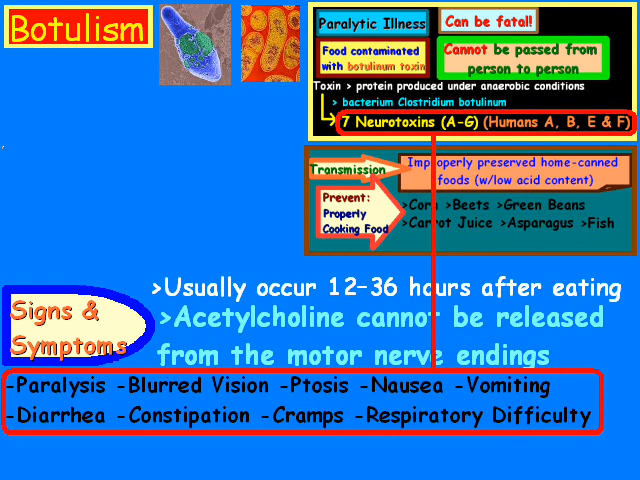 Botulism
Paralytic Illness
Can be fatal!
Food contaminated
with botulinum toxin
Cannot be passed from
person to person
Toxin > protein produced under anaerobic conditions
> bacterium Clostridium botulinum
7 Neurotoxins (A-G) (Humans A, B, E & F)
Transmission
Improperly preserved home-canned
foods (w/low acid content)
Prevent:
Properly
Cooking Food
>Corn >Beets >Green Beans
>Carrot Juice >Asparagus >Fish
Signs &
Symptoms
>Usually occur 12-36 hours after eating
>Acetylcholine cannot be released
from the motor nerve endings
-Paralysis -Blurred Vision -Ptosis -Nausea -Vomiting
-Diarrhea -Constipation -Cramps -Respiratory Difficulty